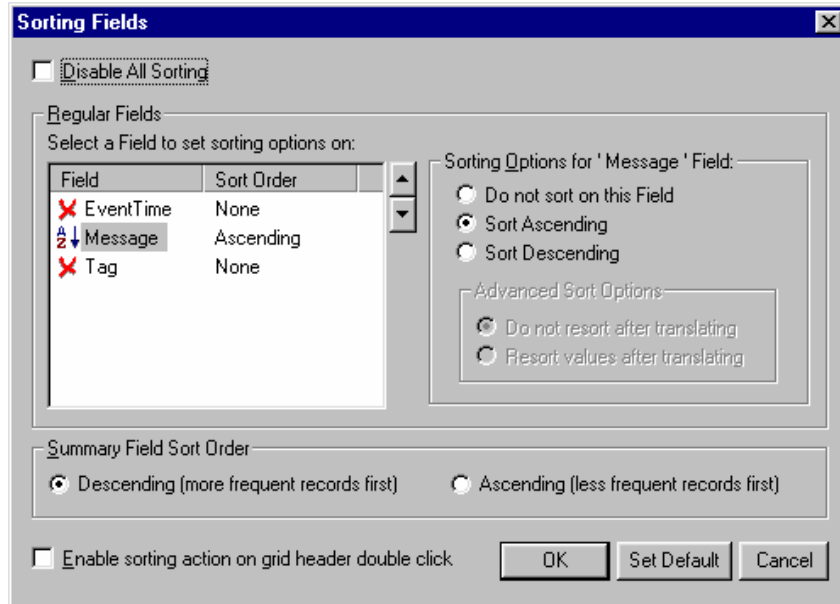 Sorting Fields
Disable All Sorting
Regular Fields
Select a Field to set sorting options on:
Field Sort Order
EventTime None
Message Ascending
Tag None
Sorting Options for ' Message ' Field:
Do not sort on this Field
Sort Ascending
Sort Descending
Advanced Sort Options
Do not resort after translating
Resort values after translating
Summary Field Sort Order
Descending (more frequent records first) Ascending (less frequent records first)
Enable sorting action on grid header double click
OK Set Default Cancel